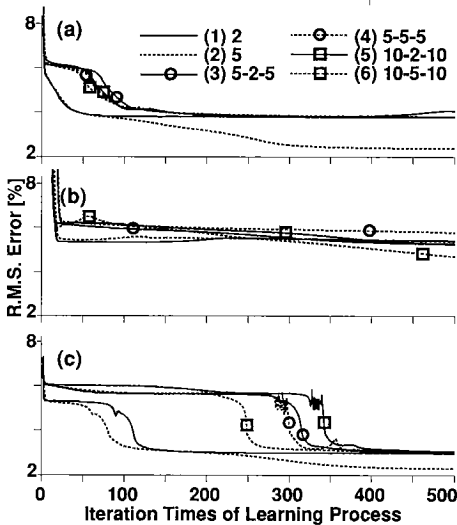 8
(a)
(1) 2
(2) 5
(3) 5-2-5
(4) 5-5-5
(5) 10-2-10
(6) 10-5-10
2
8
(b)
2
8
(c)
2
R.M.S. Error [%]
0 100 200 300 400 500
Iteration Times of Learning Process